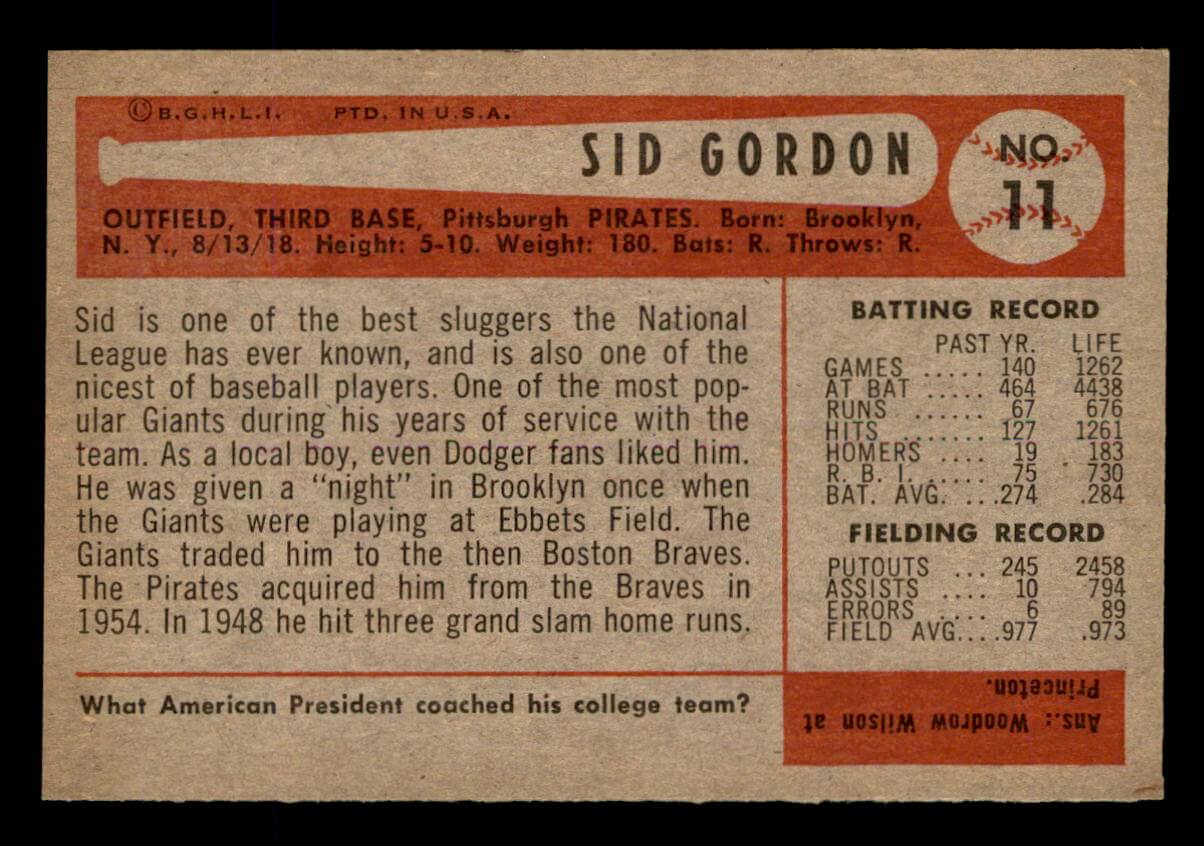 © B.G.H.L.I. PTD. IN U.S.A.
SID GORDON
NO.
11
OUTFIELD, THIRD BASE, Pittsburgh PIRATES. Born: Brooklyn,
N. Y., 8/13/18. Height: 5-10. Weight: 180. Bats: R. Throws: R.
Sid is one of the best sluggers the National
League has ever known, and is also one of the
nicest of baseball players. One of the most pop-
ular Giants during his years of service with the
team. As a local boy, even Dodger fans liked him.
He was given a "night" in Brooklyn once when
the Giants were playing at Ebbets Field. The
Giants traded him to the then Boston Braves.
The Pirates acquired him from the Braves in
1954. In 1948 he hit three grand slam home runs.
BATTING RECORD
PAST YR. LIFE
GAMES ..... 140 1262
AT BAT ..... 464 4438
RUNS ...... 67 676
HITS ........ 127 1261
HOMERS .... 19 183
R. B. I. ..... 75 730
BAT. AVG. ...274 .284
FIELDING RECORD
PUTOUTS ... 245 2458
ASSISTS .... 10 794
ERRORS ..... 6 89
FIELD AVG....977 .973
What American President coached his college team?
Ans.: Woodrow Wilson at
Princeton.